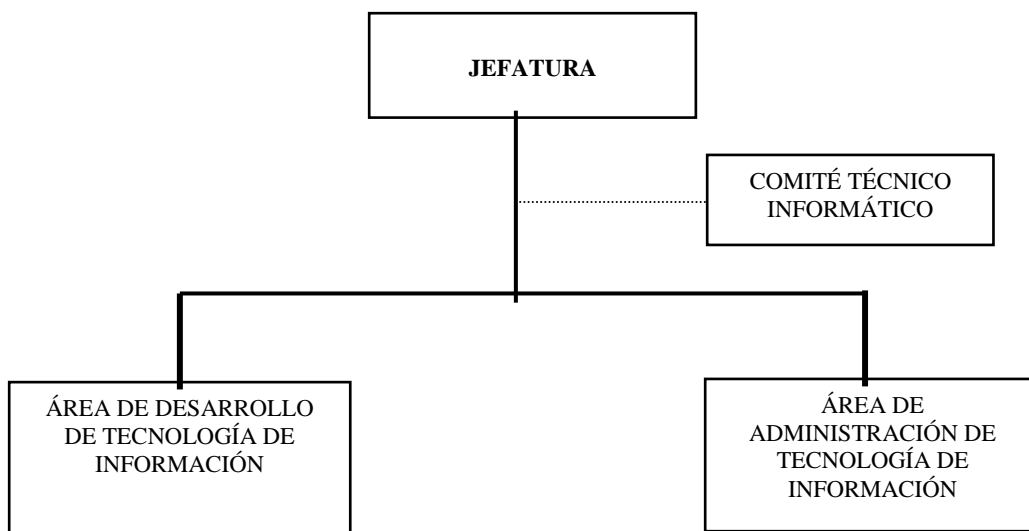 JEFATURA
COMITÉ TÉCNICO
INFORMÁTICO
ÁREA DE DESARROLLO
DE TECNOLOGÍA DE
INFORMACIÓN
ÁREA DE
ADMINISTRACIÓN DE
TECNOLOGÍA DE
INFORMACIÓN